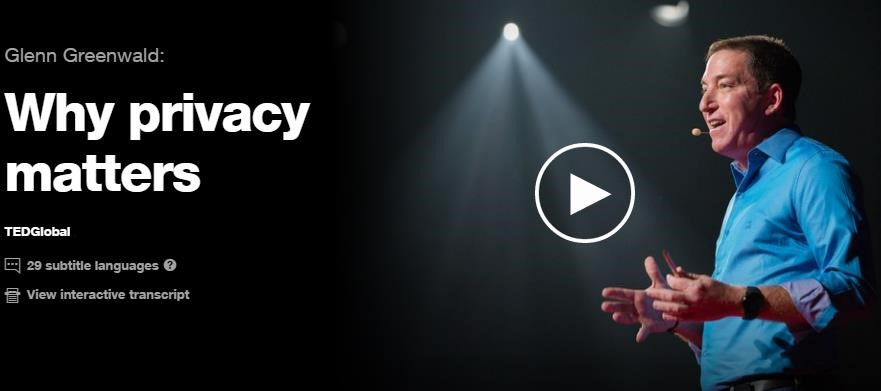 Glenn Greenwald:
Why privacy
matters
TEDGlobal
29 subtitle languages ?
View interactive transcript